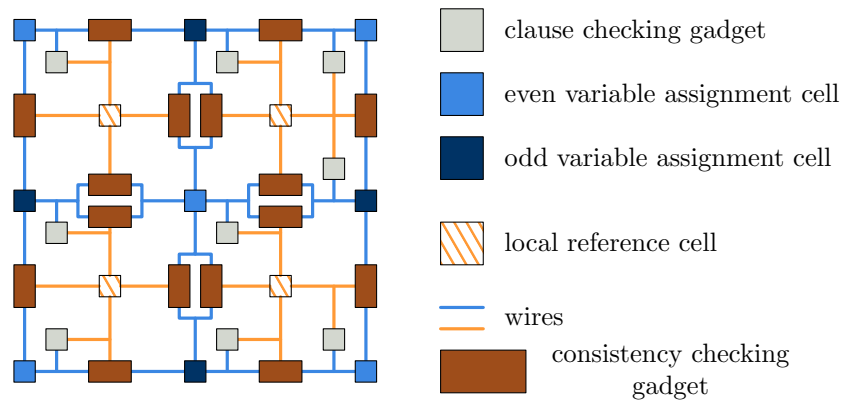 clause checking gadget
even variable assignment cell
odd variable assignment cell
local reference cell
wires
consistency checking
gadget